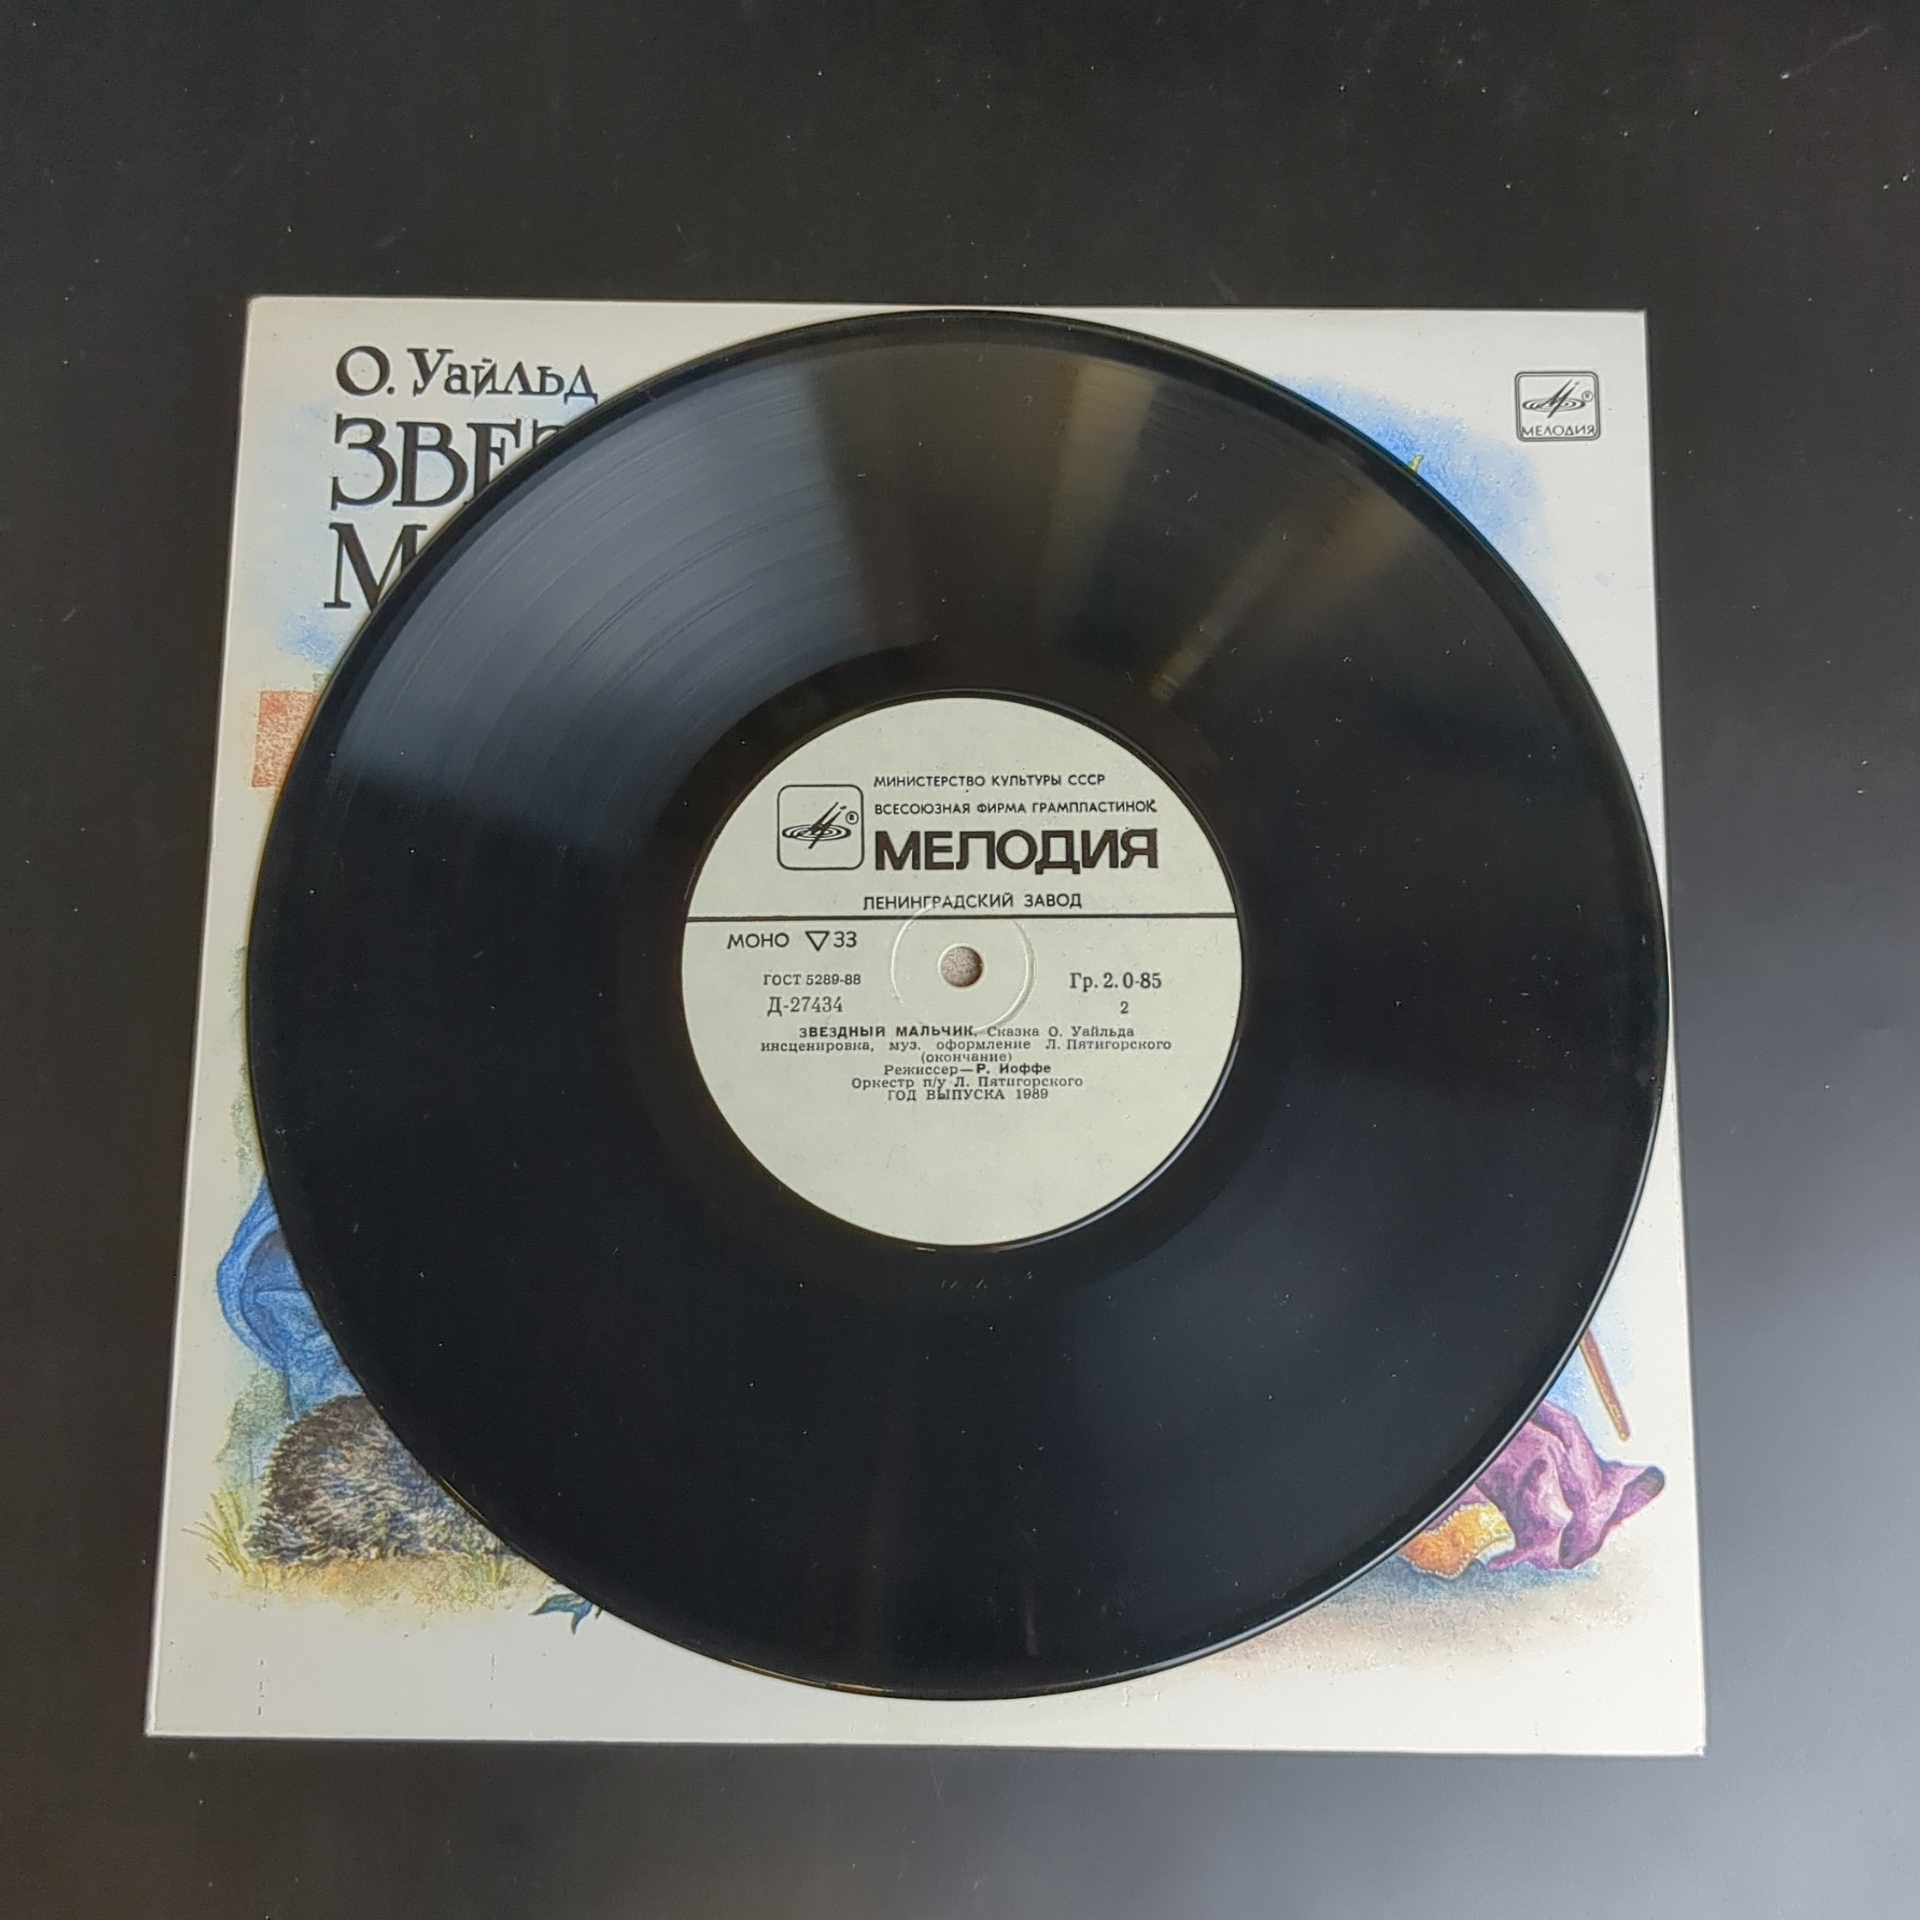 О. Уайльд
ЗВЕЗ
М
МЕЛОДИЯ
МИНИСТЕРСТВО КУЛЬТУРЫ СССР
ВСЕСОЮЗНАЯ ФИРМА ГРАМПЛАСТИНОК
МЕЛОДИЯ
ЛЕНИНГРАДСКИЙ ЗАВОД
МОНО 33
ГОСТ 5289-88
Гр. 2. 0-85
Д-27434
2
ЗВЕЗДНЫЙ МАЛЬЧИК. Сказка О. Уайльда
инсценировка, муз. оформление Л. Пятигорского
(окончание)
Режиссер—Р. Иоффе
Оркестр п/у Л. Пятигорского
ГОД ВЫПУСКА 1989